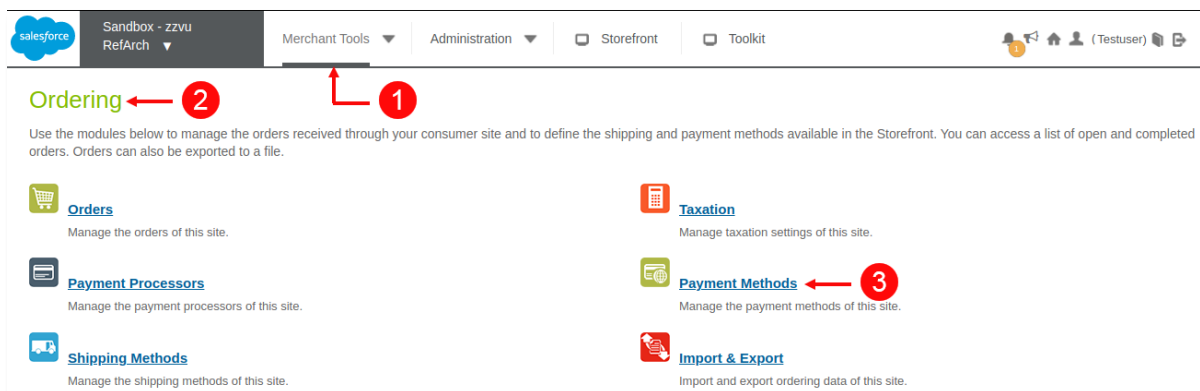 salesforce
Sandbox - zzvu
RefArch
Merchant Tools
Administration
Storefront
Toolkit
1
(Testuser)
1
Ordering
2
Use the modules below to manage the orders received through your consumer site and to define the shipping and payment methods available in the Storefront. You can access a list of open and completed
orders. Orders can also be exported to a file.
Orders
Manage the orders of this site.
Taxation
Manage taxation settings of this site.
Payment Processors
Manage the payment processors of this site.
Payment Methods
3
Manage the payment methods of this site.
Shipping Methods
Manage the shipping methods of this site.
Import & Export
Import and export ordering data of this site.